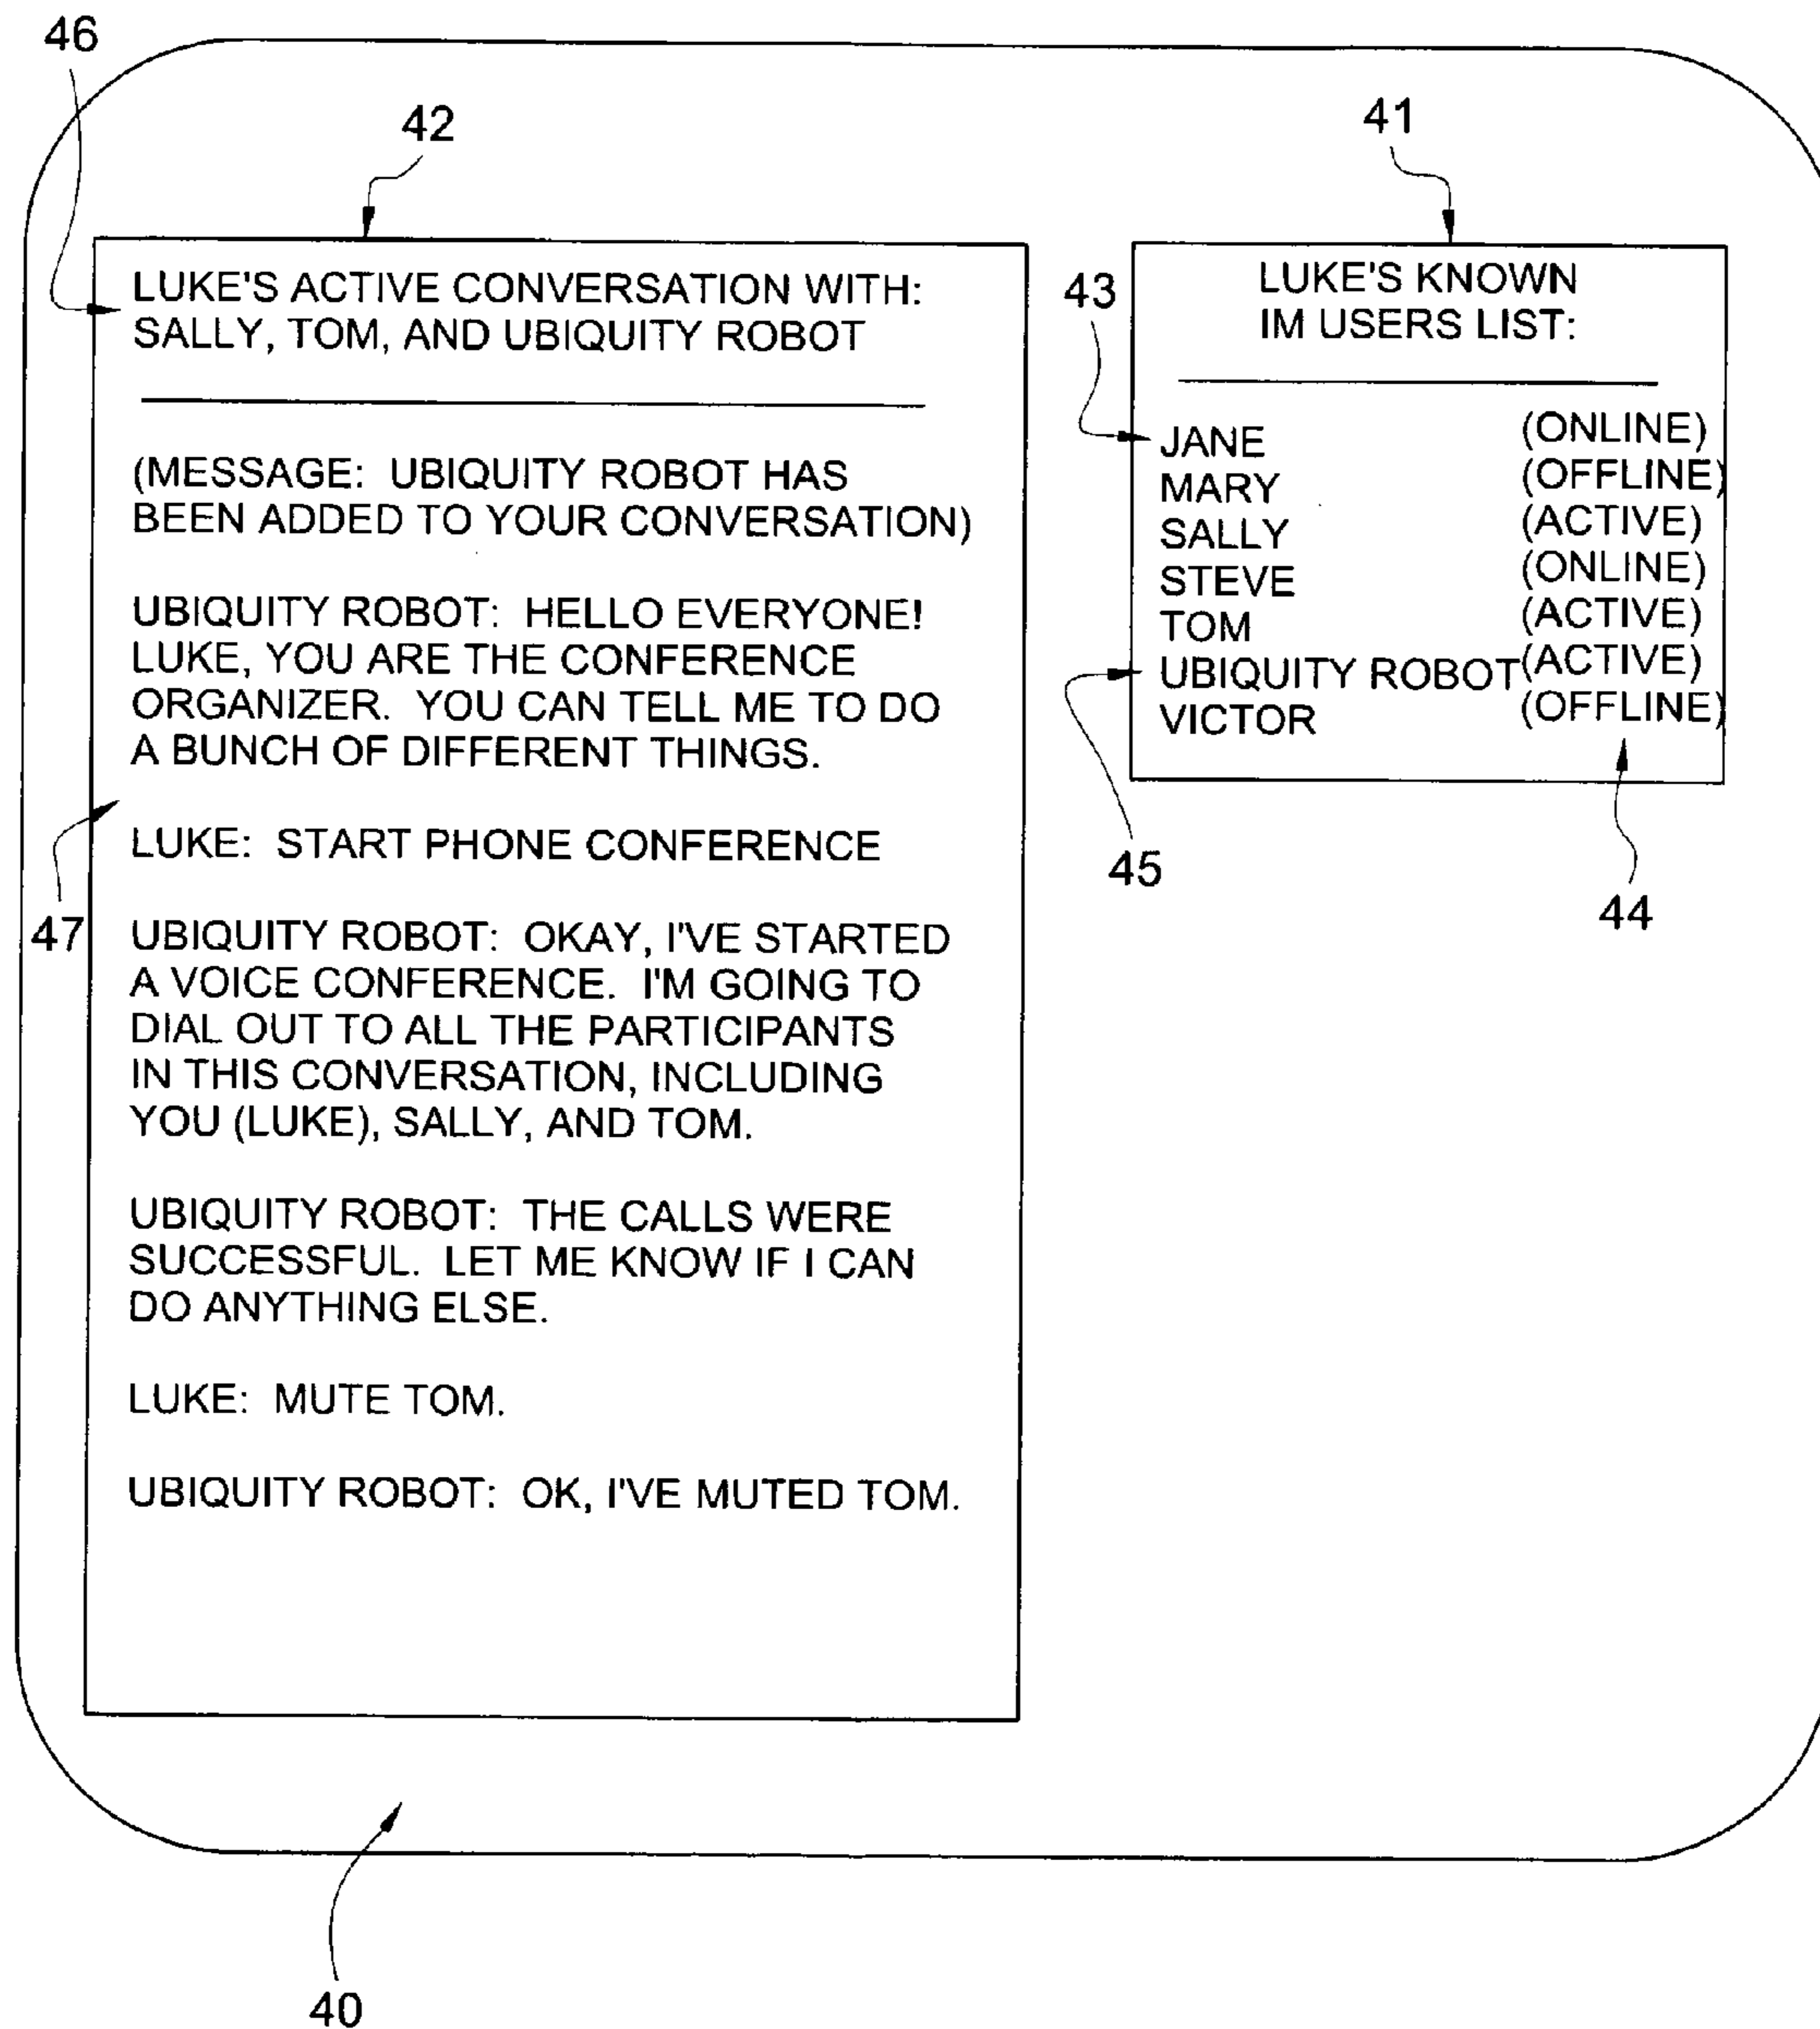 46
42
41
LUKE'S ACTIVE CONVERSATION WITH:
SALLY, TOM, AND UBIQUITY ROBOT
(MESSAGE: UBIQUITY ROBOT HAS
BEEN ADDED TO YOUR CONVERSATION)
UBIQUITY ROBOT: HELLO EVERYONE!
LUKE, YOU ARE THE CONFERENCE
ORGANIZER. YOU CAN TELL ME TO DO
A BUNCH OF DIFFERENT THINGS.
47
LUKE: START PHONE CONFERENCE
UBIQUITY ROBOT: OKAY, I'VE STARTED
A VOICE CONFERENCE. I'M GOING TO
DIAL OUT TO ALL THE PARTICIPANTS
IN THIS CONVERSATION, INCLUDING
YOU (LUKE), SALLY, AND TOM.
UBIQUITY ROBOT: THE CALLS WERE
SUCCESSFUL. LET ME KNOW IF I CAN
DO ANYTHING ELSE.
LUKE: MUTE TOM.
UBIQUITY ROBOT: OK, I'VE MUTED TOM.
43
LUKE'S KNOWN
IM USERS LIST:
JANE (ONLINE)
MARY (OFFLINE)
SALLY (ACTIVE)
STEVE (ONLINE)
TOM (ACTIVE)
UBIQUITY ROBOT (ACTIVE)
VICTOR (OFFLINE)
45
44
40